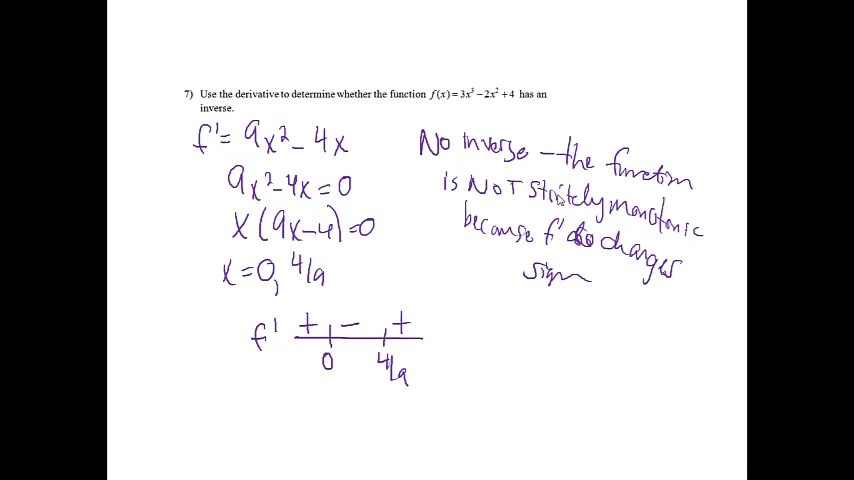 7) Use the derivative to determine whether the function f(x) = 3x³ − 2x² + 4 has an
inverse.
f' = 9x² − 4x
9x² − 4x = 0
x(9x − 4) = 0
x = 0, 4/9
f' + − +
0 4/9
No inverse — the function
is NOT strictly monotonic
because f' changes
sign